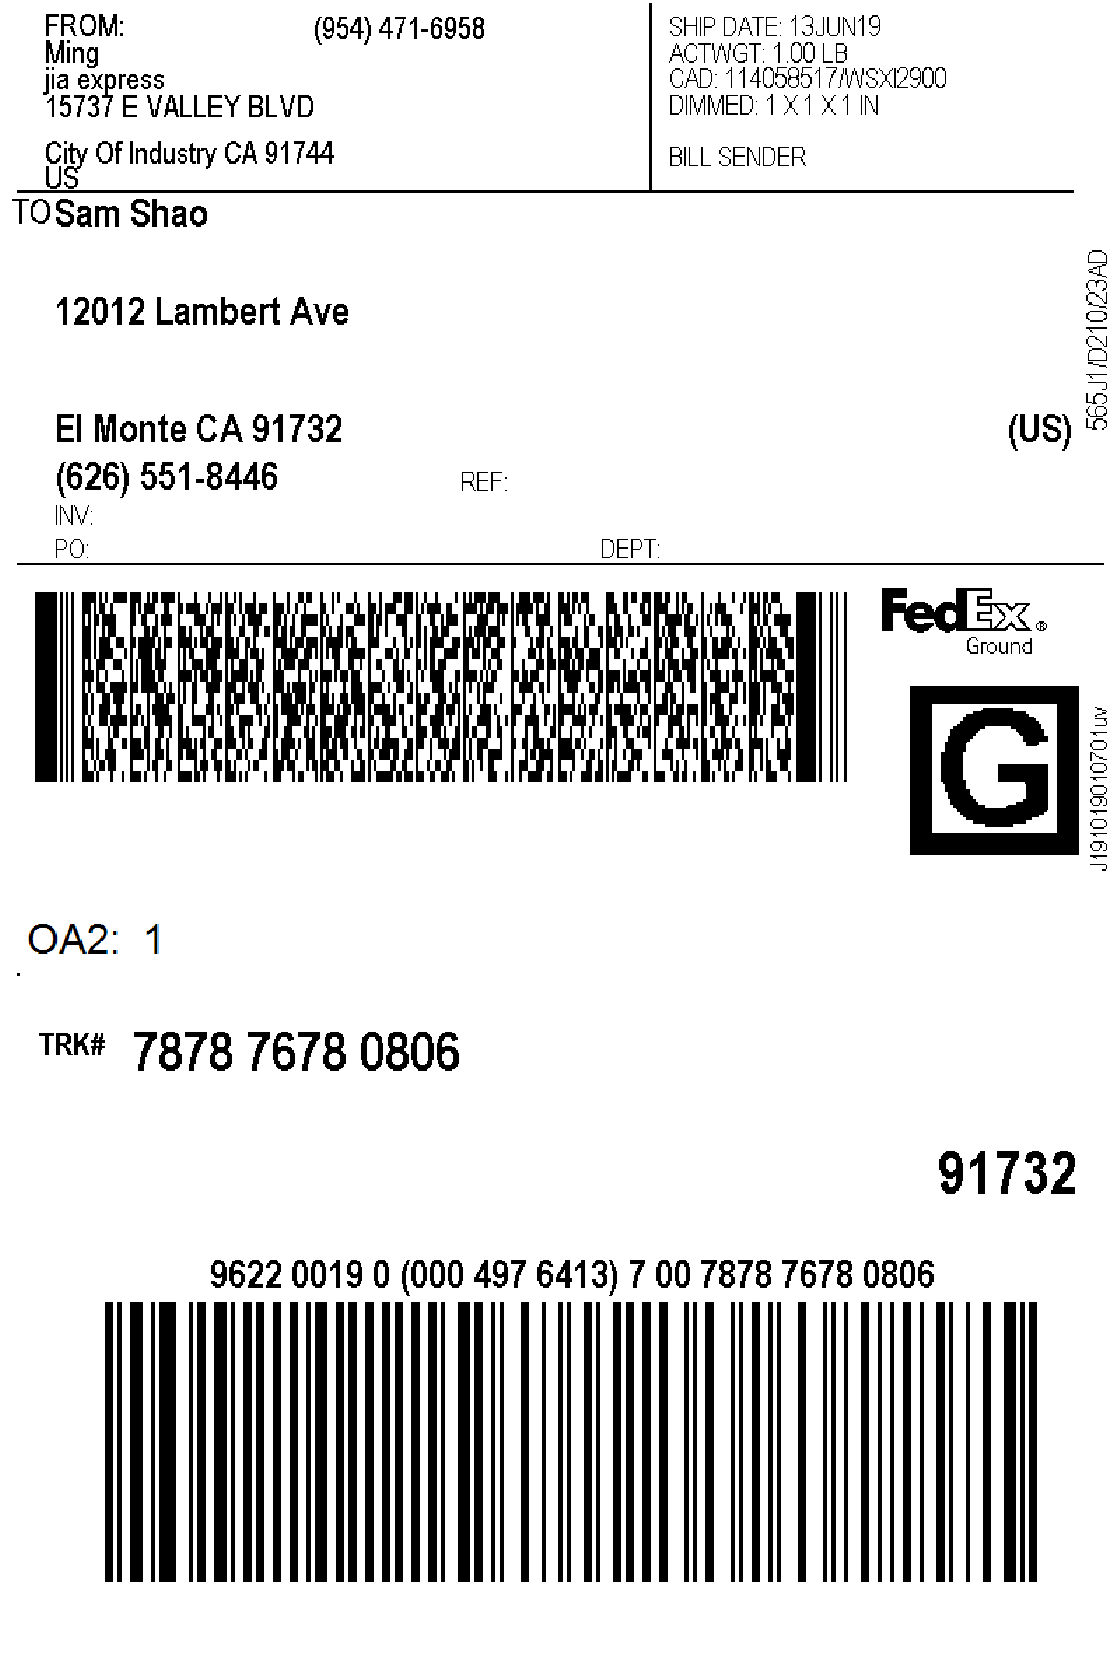 FROM: (954) 471-6958
Ming
jia express
15737 E VALLEY BLVD
City Of Industry CA 91744
US
SHIP DATE: 13JUN19
ACTWGT: 1.00 LB
CAD: 114058517/WSXI2900
DIMMED: 1 X 1 X 1 IN
BILL SENDER
TO Sam Shao
12012 Lambert Ave
El Monte CA 91732 (US)
(626) 551-8446 REF:
INV:
PO: DEPT:
565J1/D210/23AD
FedEx®
Ground
G
J191019010701uv
OA2: 1
.
TRK# 7878 7678 0806
91732
9622 0019 0 (000 497 6413) 7 00 7878 7678 0806